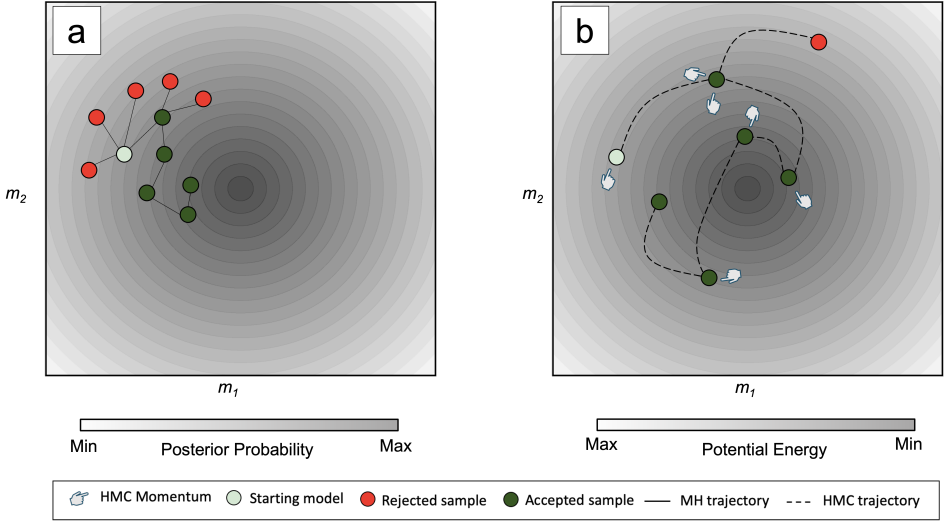 a
b
m2
m2
m1
m1
Min Posterior Probability Max
Max Potential Energy Min
HMC Momentum Starting model Rejected sample Accepted sample MH trajectory HMC trajectory